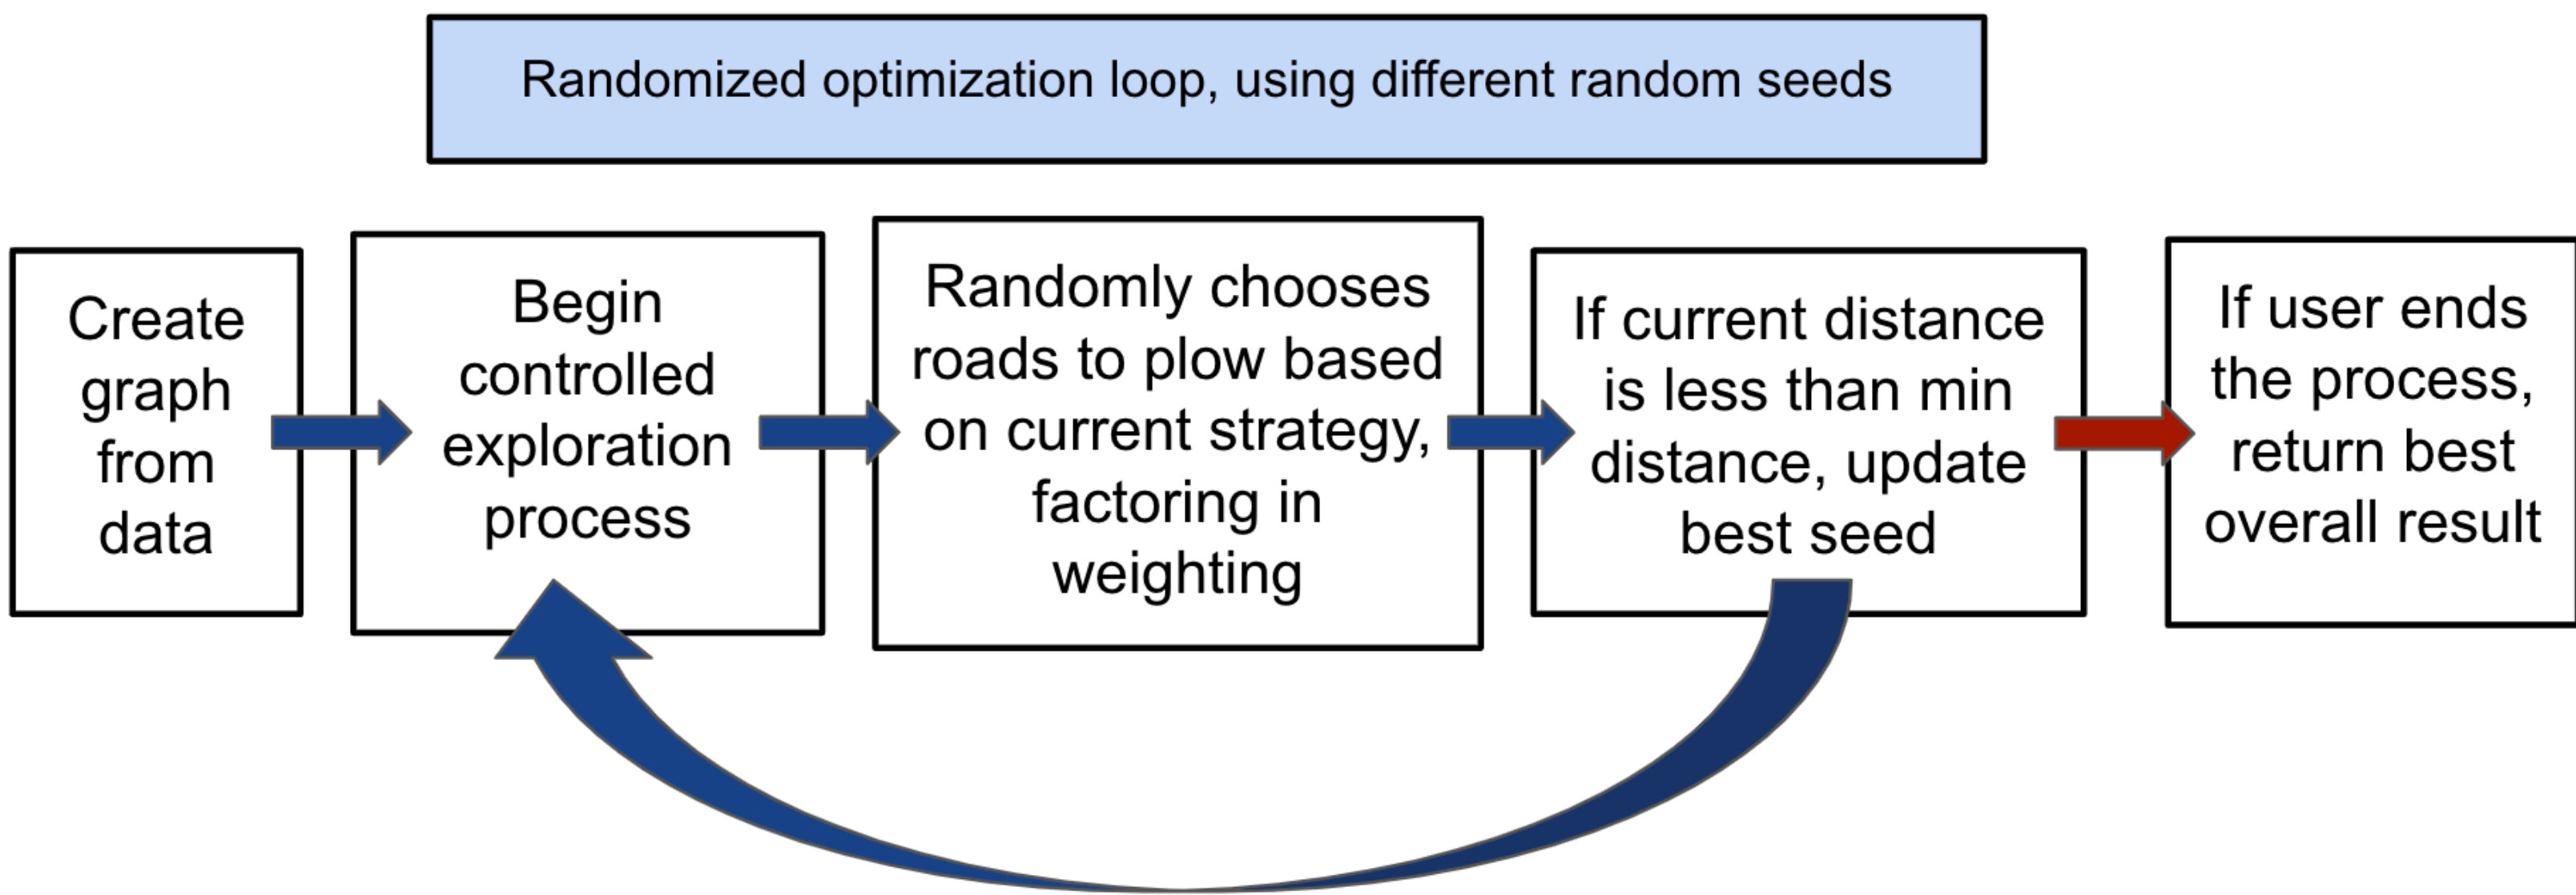 Randomized optimization loop, using different random seeds
Create
graph
from
data
Begin
controlled
exploration
process
Randomly chooses
roads to plow based
on current strategy,
factoring in
weighting
If current distance
is less than min
distance, update
best seed
If user ends
the process,
return best
overall result